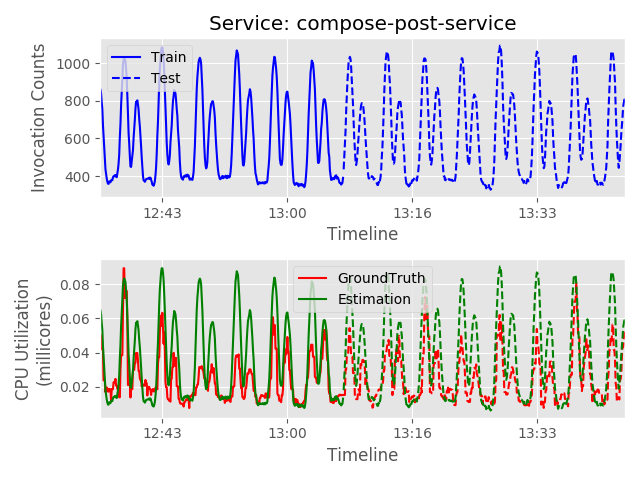 Service: compose-post-service
Invocation Counts
1000
800
600
400
Train
Test
12:43
13:00
13:16
13:33
Timeline
CPU Utilization
(millicores)
0.08
0.06
0.04
0.02
GroundTruth
Estimation
12:43
13:00
13:16
13:33
Timeline